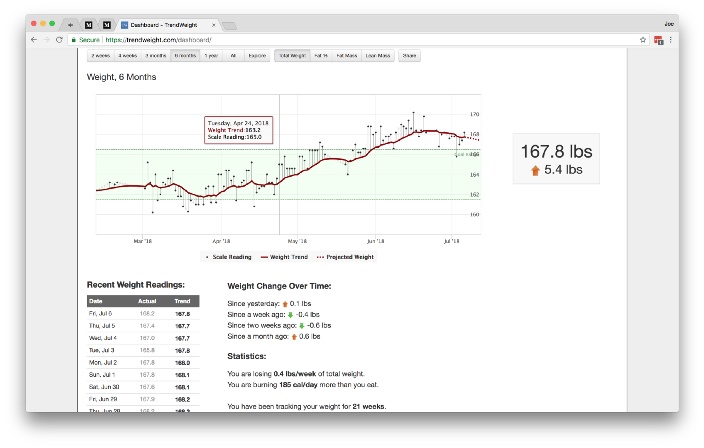 Dashboard - TrendWeight
Joe
Secure https://trendweight.com/dashboard/
2 weeks 4 weeks 3 months 6 months 1 year All Explore Total Weight Fat % Fat Mass Lean Mass Share
Weight, 6 Months
Tuesday, Apr 24, 2018
Weight Trend:163.2
Scale Reading:165.0
170
168
166
164
162
160
Mar '18 Apr '18 May '18 Jun '18 Jul '18
Scale Reading Weight Trend Projected Weight
167.8 lbs
5.4 lbs
Recent Weight Readings:
Date Actual Trend
Fri, Jul 6 168.2 167.8
Thu, Jul 5 167.4 167.7
Wed, Jul 4 167.0 167.7
Tue, Jul 3 165.8 167.8
Mon, Jul 2 167.8 168.0
Sun, Jul 1 167.8 168.1
Sat, Jun 30 167.6 168.1
Fri, Jun 29 167.9 168.2
Thu, Jun 28 168.2 168.3
Weight Change Over Time:
Since yesterday: 0.1 lbs
Since a week ago: -0.4 lbs
Since two weeks ago: -0.6 lbs
Since a month ago: 0.6 lbs
Statistics:
You are losing 0.4 lbs/week of total weight.
You are burning 185 cal/day more than you eat.
You have been tracking your weight for 21 weeks.